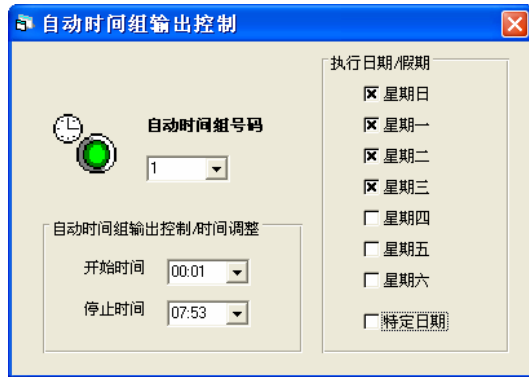 自动时间组输出控制
自动时间组号码
1
自动时间组输出控制/时间调整
开始时间 00:01
停止时间 07:53
执行日期/假期
星期日
星期一
星期二
星期三
星期四
星期五
星期六
特定日期